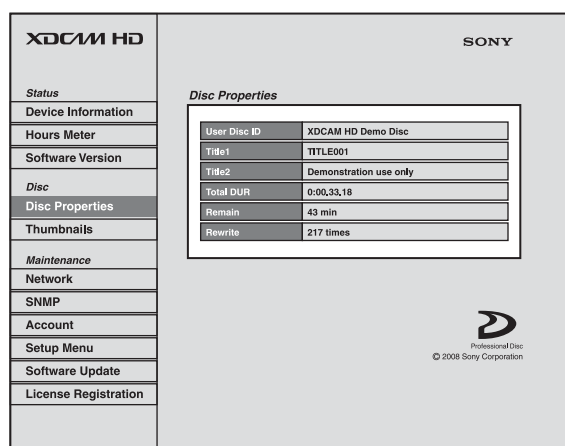 XDCAM HD
SONY
Status
Device Information
Hours Meter
Software Version
Disc
Disc Properties
Thumbnails
Maintenance
Network
SNMP
Account
Setup Menu
Software Update
License Registration
Disc Properties
User Disc ID XDCAM HD Demo Disc
Title1 TITLE001
Title2 Demonstration use only
Total DUR 0:00.33.18
Remain 43 min
Rewrite 217 times
Professional Disc
© 2008 Sony Corporation